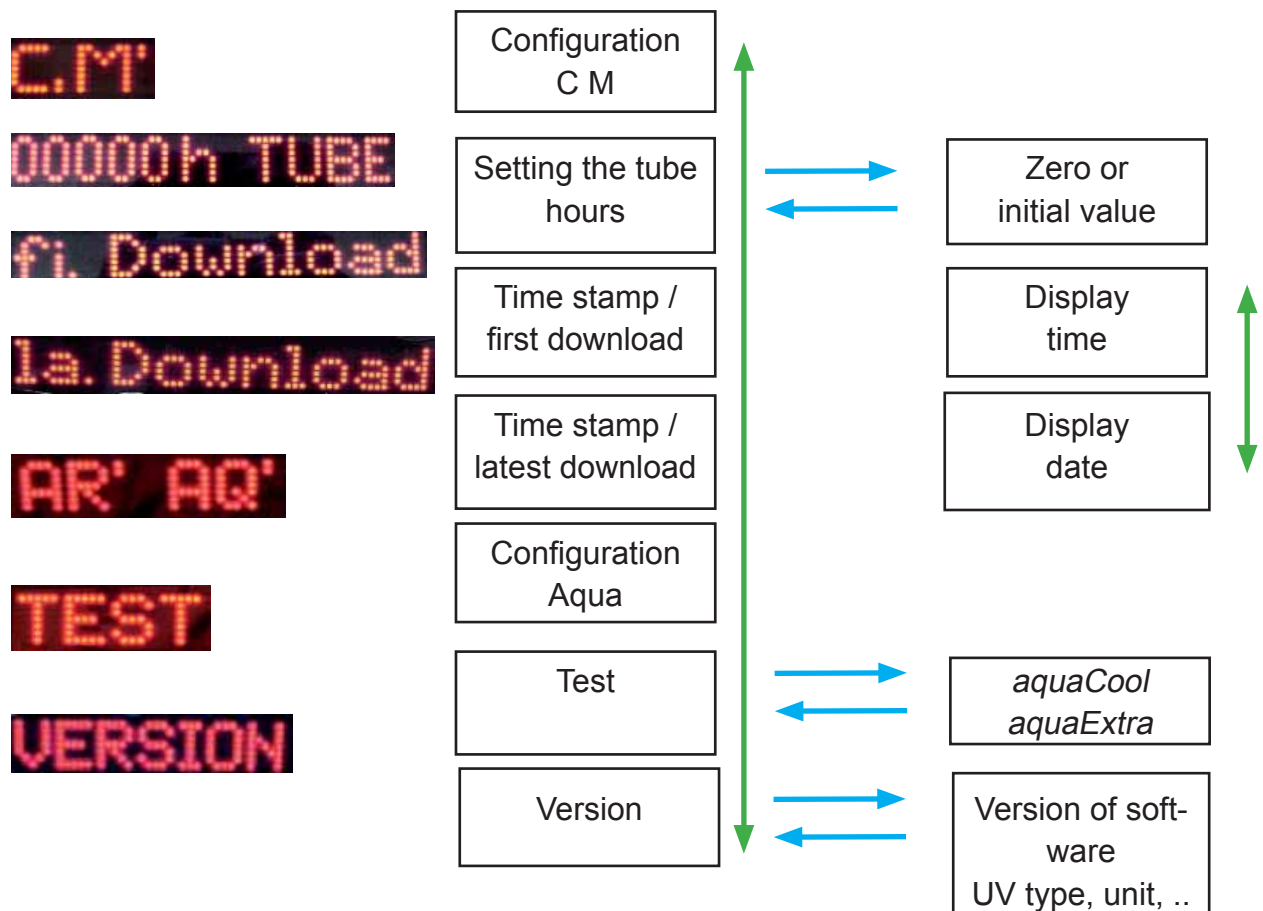 C.M'
00000h TUBE
fi. Download
la. Download
AR' AQ'
TEST
VERSION
Configuration
C M
Setting the tube
hours
Time stamp /
first download
Time stamp /
latest download
Configuration
Aqua
Test
Version
Zero or
initial value
Display
time
Display
date
aquaCool
aquaExtra
Version of soft-
ware
UV type, unit, ..